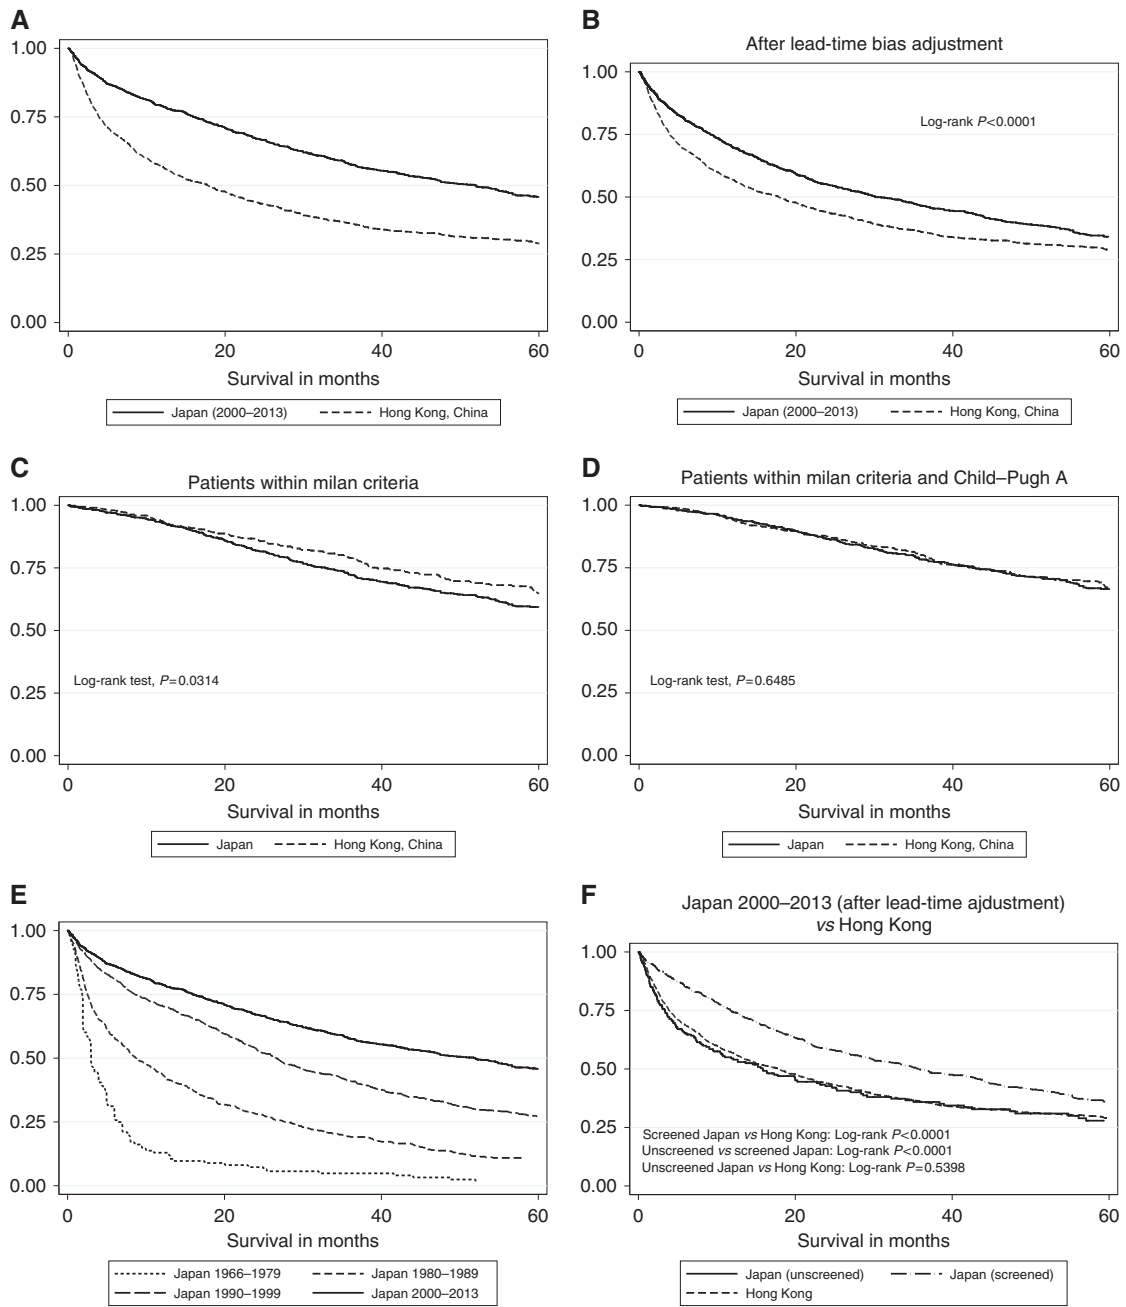 A
1.00
0.75
0.50
0.25
0.00
0 20 40 60
Survival in months
Japan (2000–2013) Hong Kong, China
B
After lead-time bias adjustment
1.00
0.75
0.50
0.25
0.00
Log-rank P<0.0001
0 20 40 60
Survival in months
Japan (2000–2013) Hong Kong, China
C
Patients within milan criteria
1.00
0.75
0.50
0.25
0.00
Log-rank test, P=0.0314
0 20 40 60
Survival in months
Japan Hong Kong, China
D
Patients within milan criteria and Child–Pugh A
1.00
0.75
0.50
0.25
0.00
Log-rank test, P=0.6485
0 20 40 60
Survival in months
Japan Hong Kong, China
E
1.00
0.75
0.50
0.25
0.00
0 20 40 60
Survival in months
Japan 1966–1979 Japan 1980–1989
Japan 1990–1999 Japan 2000–2013
F
Japan 2000–2013 (after lead-time ajdustment)
vs Hong Kong
1.00
0.75
0.50
0.25
0.00
Screened Japan vs Hong Kong: Log-rank P<0.0001
Unscreened vs screened Japan: Log-rank P<0.0001
Unscreened Japan vs Hong Kong: Log-rank P=0.5398
0 20 40 60
Survival in months
Japan (unscreened) Japan (screened)
Hong Kong